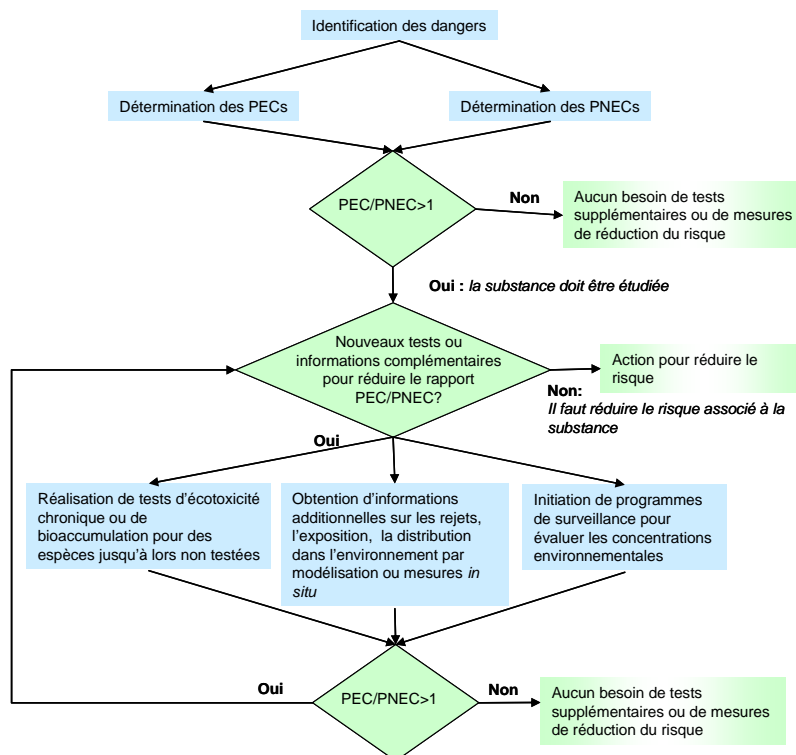 Identification des dangers
Détermination des PECs
Détermination des PNECs
PEC/PNEC>1
Non
Aucun besoin de tests
supplémentaires ou de mesures
de réduction du risque
Oui : la substance doit être étudiée
Nouveaux tests ou
informations complémentaires
pour réduire le rapport
PEC/PNEC?
Action pour réduire le
risque
Non:
Il faut réduire le risque associé à la
substance
Oui
Réalisation de tests d'écotoxicité
chronique ou de
bioaccumulation pour des
espèces jusqu'à lors non testées
Obtention d'informations
additionnelles sur les rejets,
l'exposition, la distribution
dans l'environnement par
modélisation ou mesures in
situ
Initiation de programmes
de surveillance pour
évaluer les concentrations
environnementales
Oui
PEC/PNEC>1
Non
Aucun besoin de tests
supplémentaires ou de mesures
de réduction du risque